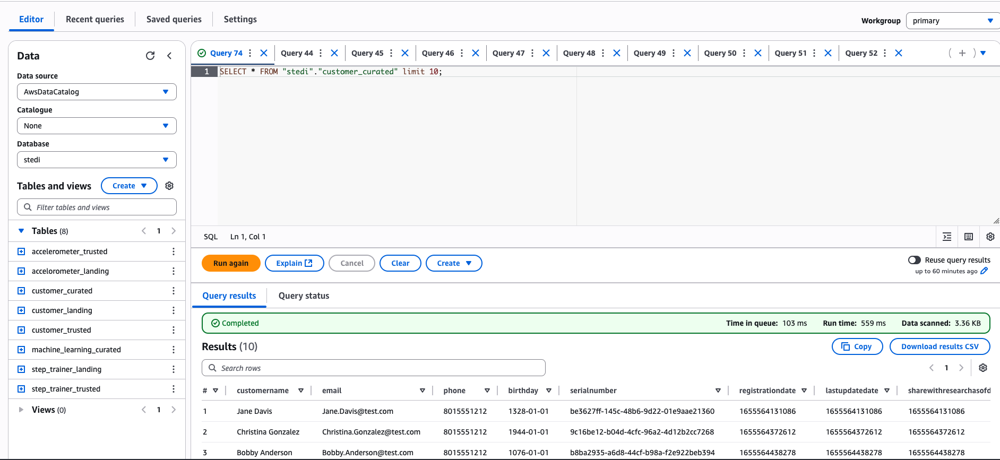 Editor Recent queries Saved queries Settings
Workgroup primary
Data
Data source
AwsDataCatalog
Catalogue
None
Database
stedi
Tables and views Create
Filter tables and views
Tables (8) 1
accelerometer_trusted
accelorometer_landing
customer_curated
customer_landing
customer_trusted
machine_learning_curated
step_trainer_landing
step_trainer_trusted
Views (0) 1
Query 74 Query 44 Query 45 Query 46 Query 47 Query 48 Query 49 Query 50 Query 51 Query 52
1 SELECT * FROM "stedi"."customer_curated" limit 10;
SQL Ln 1, Col 1
Run again Explain Cancel Clear Create
Reuse query results
up to 60 minutes ago
Query results Query status
Completed Time in queue: 103 ms Run time: 559 ms Data scanned: 3.36 KB
Results (10) Copy Download results CSV
Search rows 1
# customername email phone birthday serialnumber registrationdate lastupdatedate sharewithresearchasofd
1 Jane Davis Jane.Davis@test.com 8015551212 1328-01-01 be3627ff-145c-48b6-9d22-01e9aae21360 1655564131086 1655564131086 1655564131086
2 Christina Gonzalez Christina.Gonzalez@test.com 8015551212 1944-01-01 9c16be12-b04d-4cfc-96a2-4d12b2cc7268 1655564372612 1655564372612 1655564372612
3 Bobby Anderson Bobby.Anderson@test.com 8015551212 1076-01-01 b8ba2935-a6d8-44cf-b98a-f2e922beb394 1655564438278 1655564438278 1655564438278